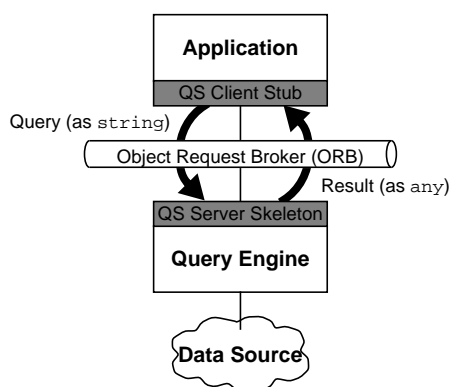 Application
QS Client Stub
Query (as string)
Object Request Broker (ORB)
Result (as any)
QS Server Skeleton
Query Engine
Data Source